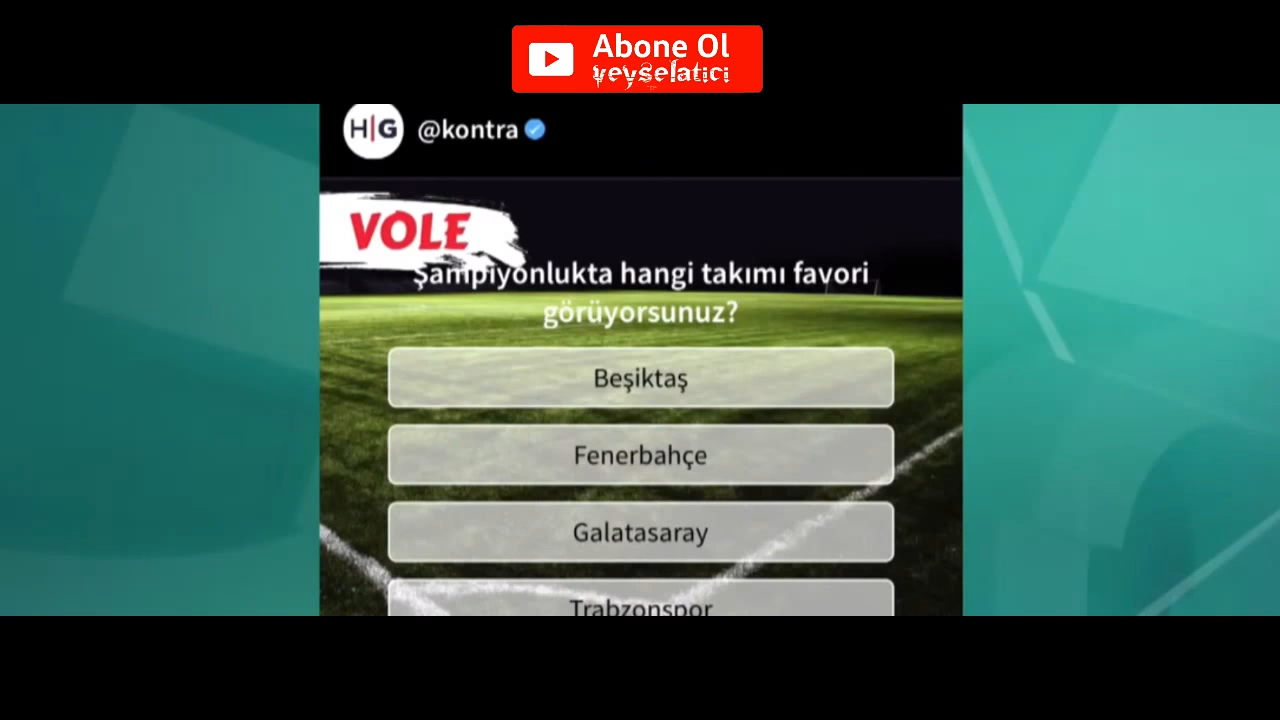 Abone Ol
veyselatici
H|G @kontra
VOLE
Şampiyonlukta hangi takımı favori
görüyorsunuz?
Beşiktaş
Fenerbahçe
Galatasaray
Trabzonspor